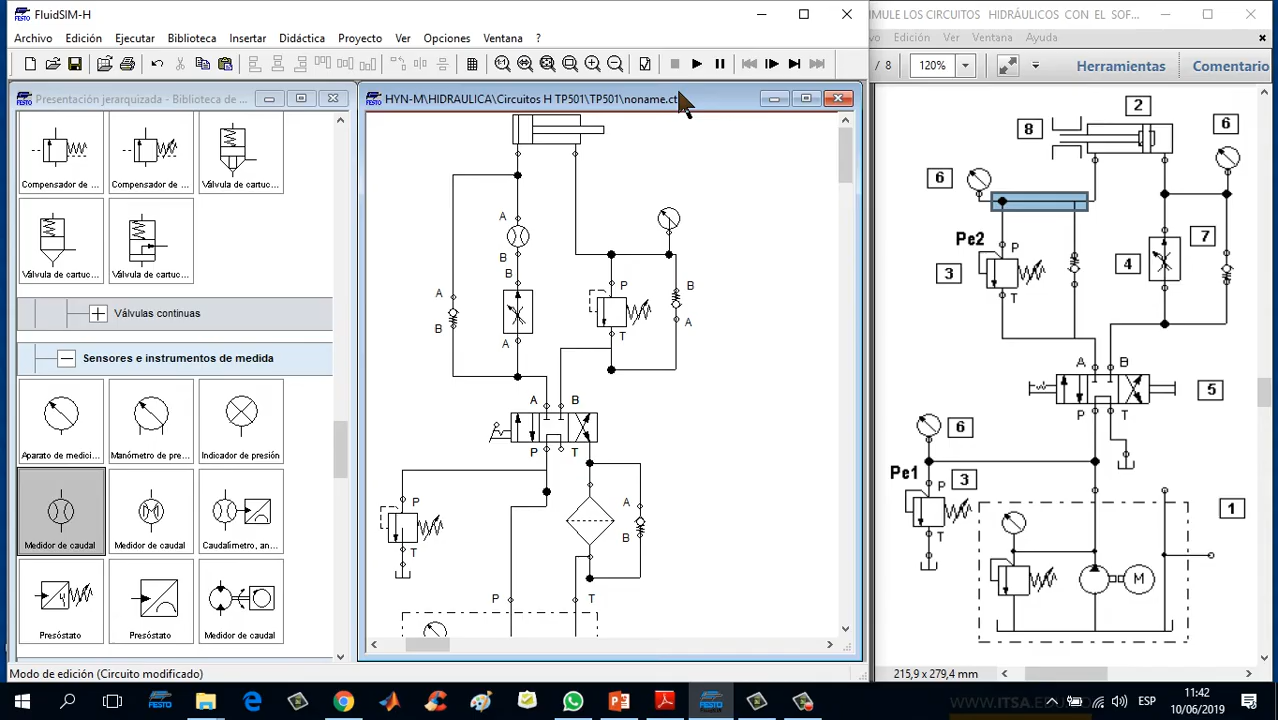 FluidSIM-H
IMULE LOS CIRCUITOS HIDRÁULICOS CON EL SOF...
Archivo Edición Ejecutar Biblioteca Insertar Didáctica Proyecto Ver Opciones Ventana ?
Edición Ver Ventana Ayuda
/ 8 120% Herramientas Comentario
Presentación jerarquizada - Biblioteca de
HYN-M\HIDRAULICA\Circuitos H TP501\TP501\noname.ct
Compensador de ... Compensador de ... Válvula de cartuc...
Válvula de cartuc... Válvula de cartuc...
Válvulas continuas
Sensores e instrumentos de medida
Aparato de medici... Manómetro de pre... Indicador de presión
Medidor de caudal Medidor de caudal Caudalímetro, an...
Presóstato Presóstato Medidor de caudal
A
B
B
A
A
B
P
T
B
A
A B
P T
P
T
A
B
P T
2
8
6
6
Pe2
P
3
T
7
4
A B
5
P T
6
Pe1
P
3
T
1
M
Modo de edición (Circuito modificado)
215,9 x 279,4 mm
WWW.ITSA.EDU
ESP
11:42
10/06/2019